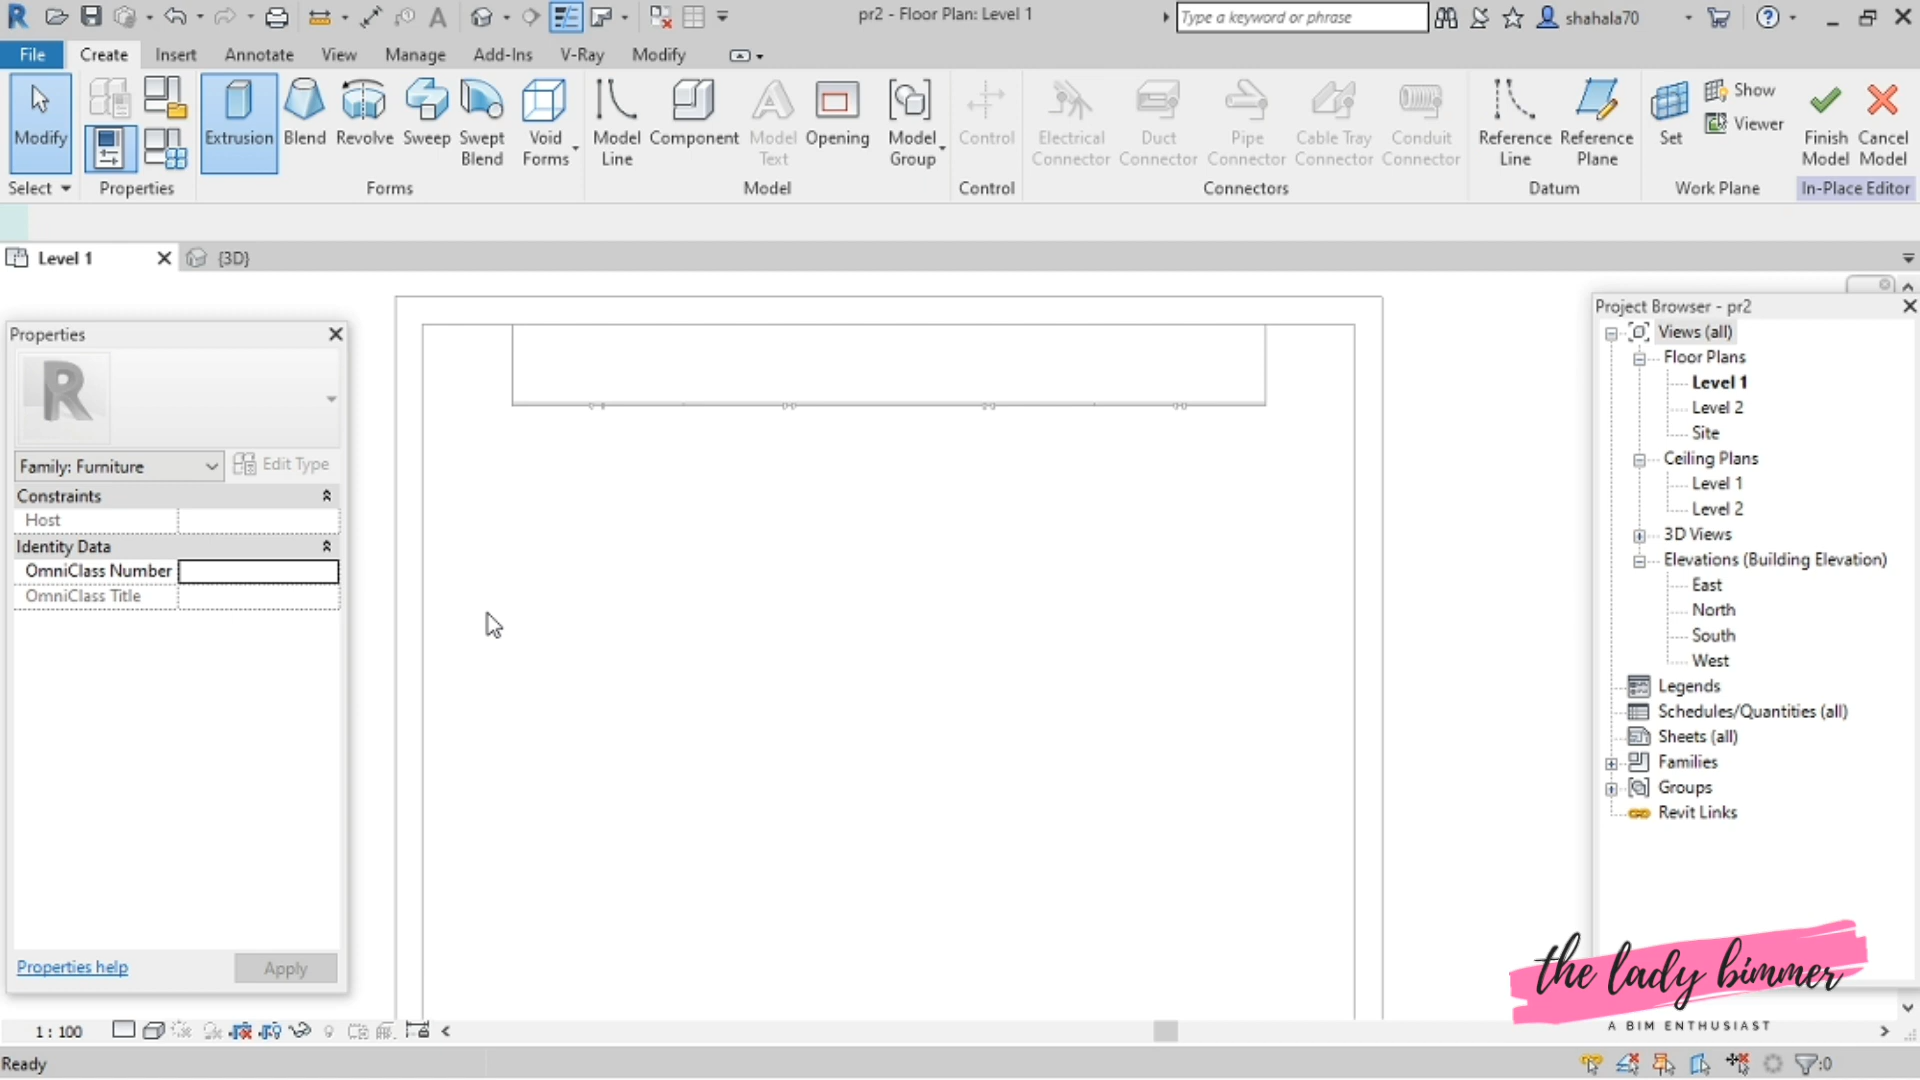 pr2 - Floor Plan: Level 1
Type a keyword or phrase
shahala70
File Create Insert Annotate View Manage Add-Ins V-Ray Modify
Modify
Extrusion
Blend
Revolve
Sweep
Swept
Blend
Void
Forms
Model
Line
Component
Model
Text
Opening
Model
Group
Control
Electrical
Connector
Duct
Connector
Pipe
Connector
Cable Tray
Connector
Conduit
Connector
Reference
Line
Reference
Plane
Set
Show
Viewer
Finish
Model
Cancel
Model
Select Properties Forms Model Control Connectors Datum Work Plane In-Place Editor
Level 1
{3D}
Properties
R
Family: Furniture
Edit Type
Constraints
Host
Identity Data
OmniClass Number
OmniClass Title
Properties help
Apply
Project Browser - pr2
Views (all)
Floor Plans
Level 1
Level 2
Site
Ceiling Plans
Level 1
Level 2
3D Views
Elevations (Building Elevation)
East
North
South
West
Legends
Schedules/Quantities (all)
Sheets (all)
Families
Groups
Revit Links
the lady bimmer
A BIM ENTHUSIAST
1 : 100
Ready
:0